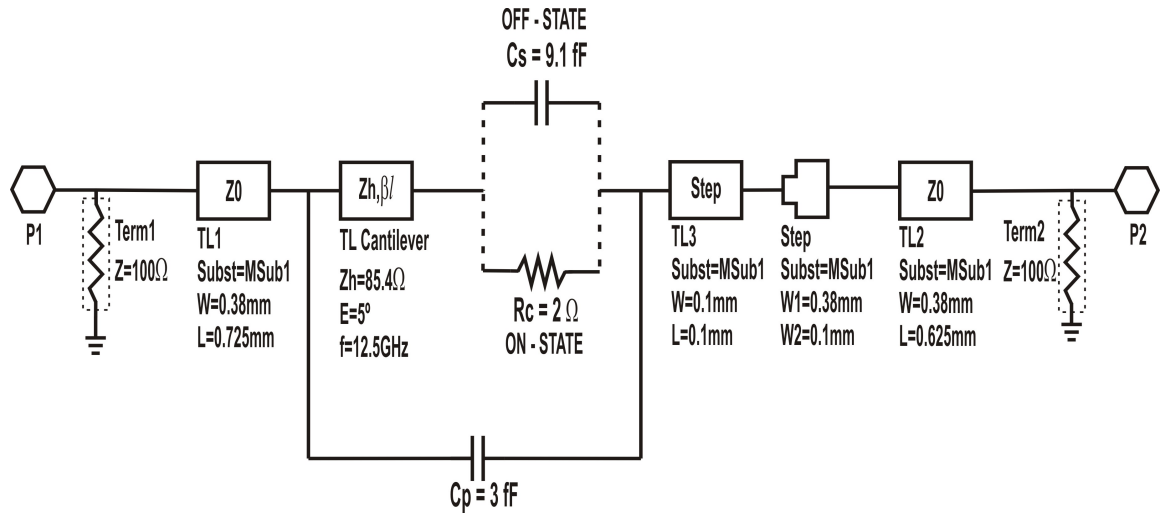 OFF - STATE
Cs = 9.1 fF
P1
Term1
Z=100Ω
Z0
TL1
Subst=MSub1
W=0.38mm
L=0.725mm
Zh,βl
TL Cantilever
Zh=85.4Ω
E=5º
f=12.5GHz
Rc = 2 Ω
ON - STATE
Step
TL3
Subst=MSub1
W=0.1mm
L=0.1mm
Step
Subst=MSub1
W1=0.38mm
W2=0.1mm
Z0
TL2
Subst=MSub1
W=0.38mm
L=0.625mm
Term2
Z=100Ω
P2
Cp = 3 fF